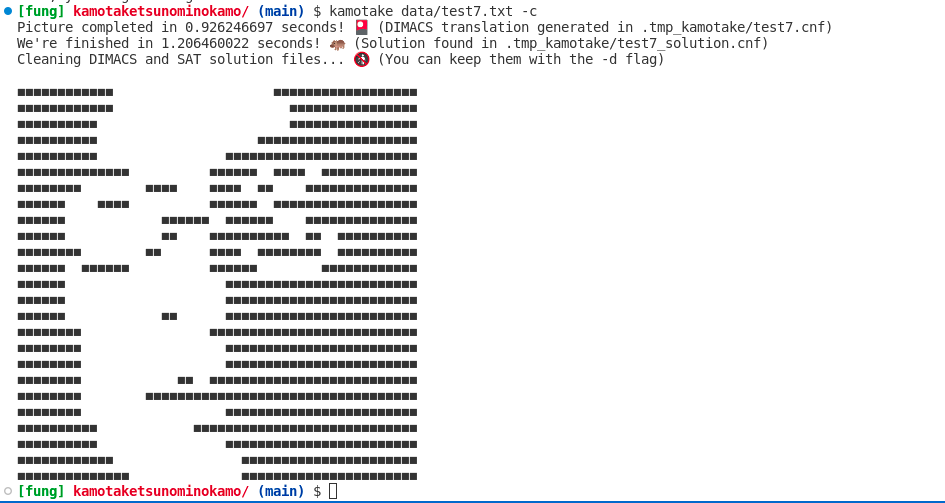 [fung] kamotaketsunominokamo/ (main) $ kamotake data/test7.txt -c
Picture completed in 0.926246697 seconds! 🎴 (DIMACS translation generated in .tmp_kamotake/test7.cnf)
We're finished in 1.206460022 seconds! 🦛 (Solution found in .tmp_kamotake/test7_solution.cnf)
Cleaning DIMACS and SAT solution files... 🚯 (You can keep them with the -d flag)
[fung] kamotaketsunominokamo/ (main) $